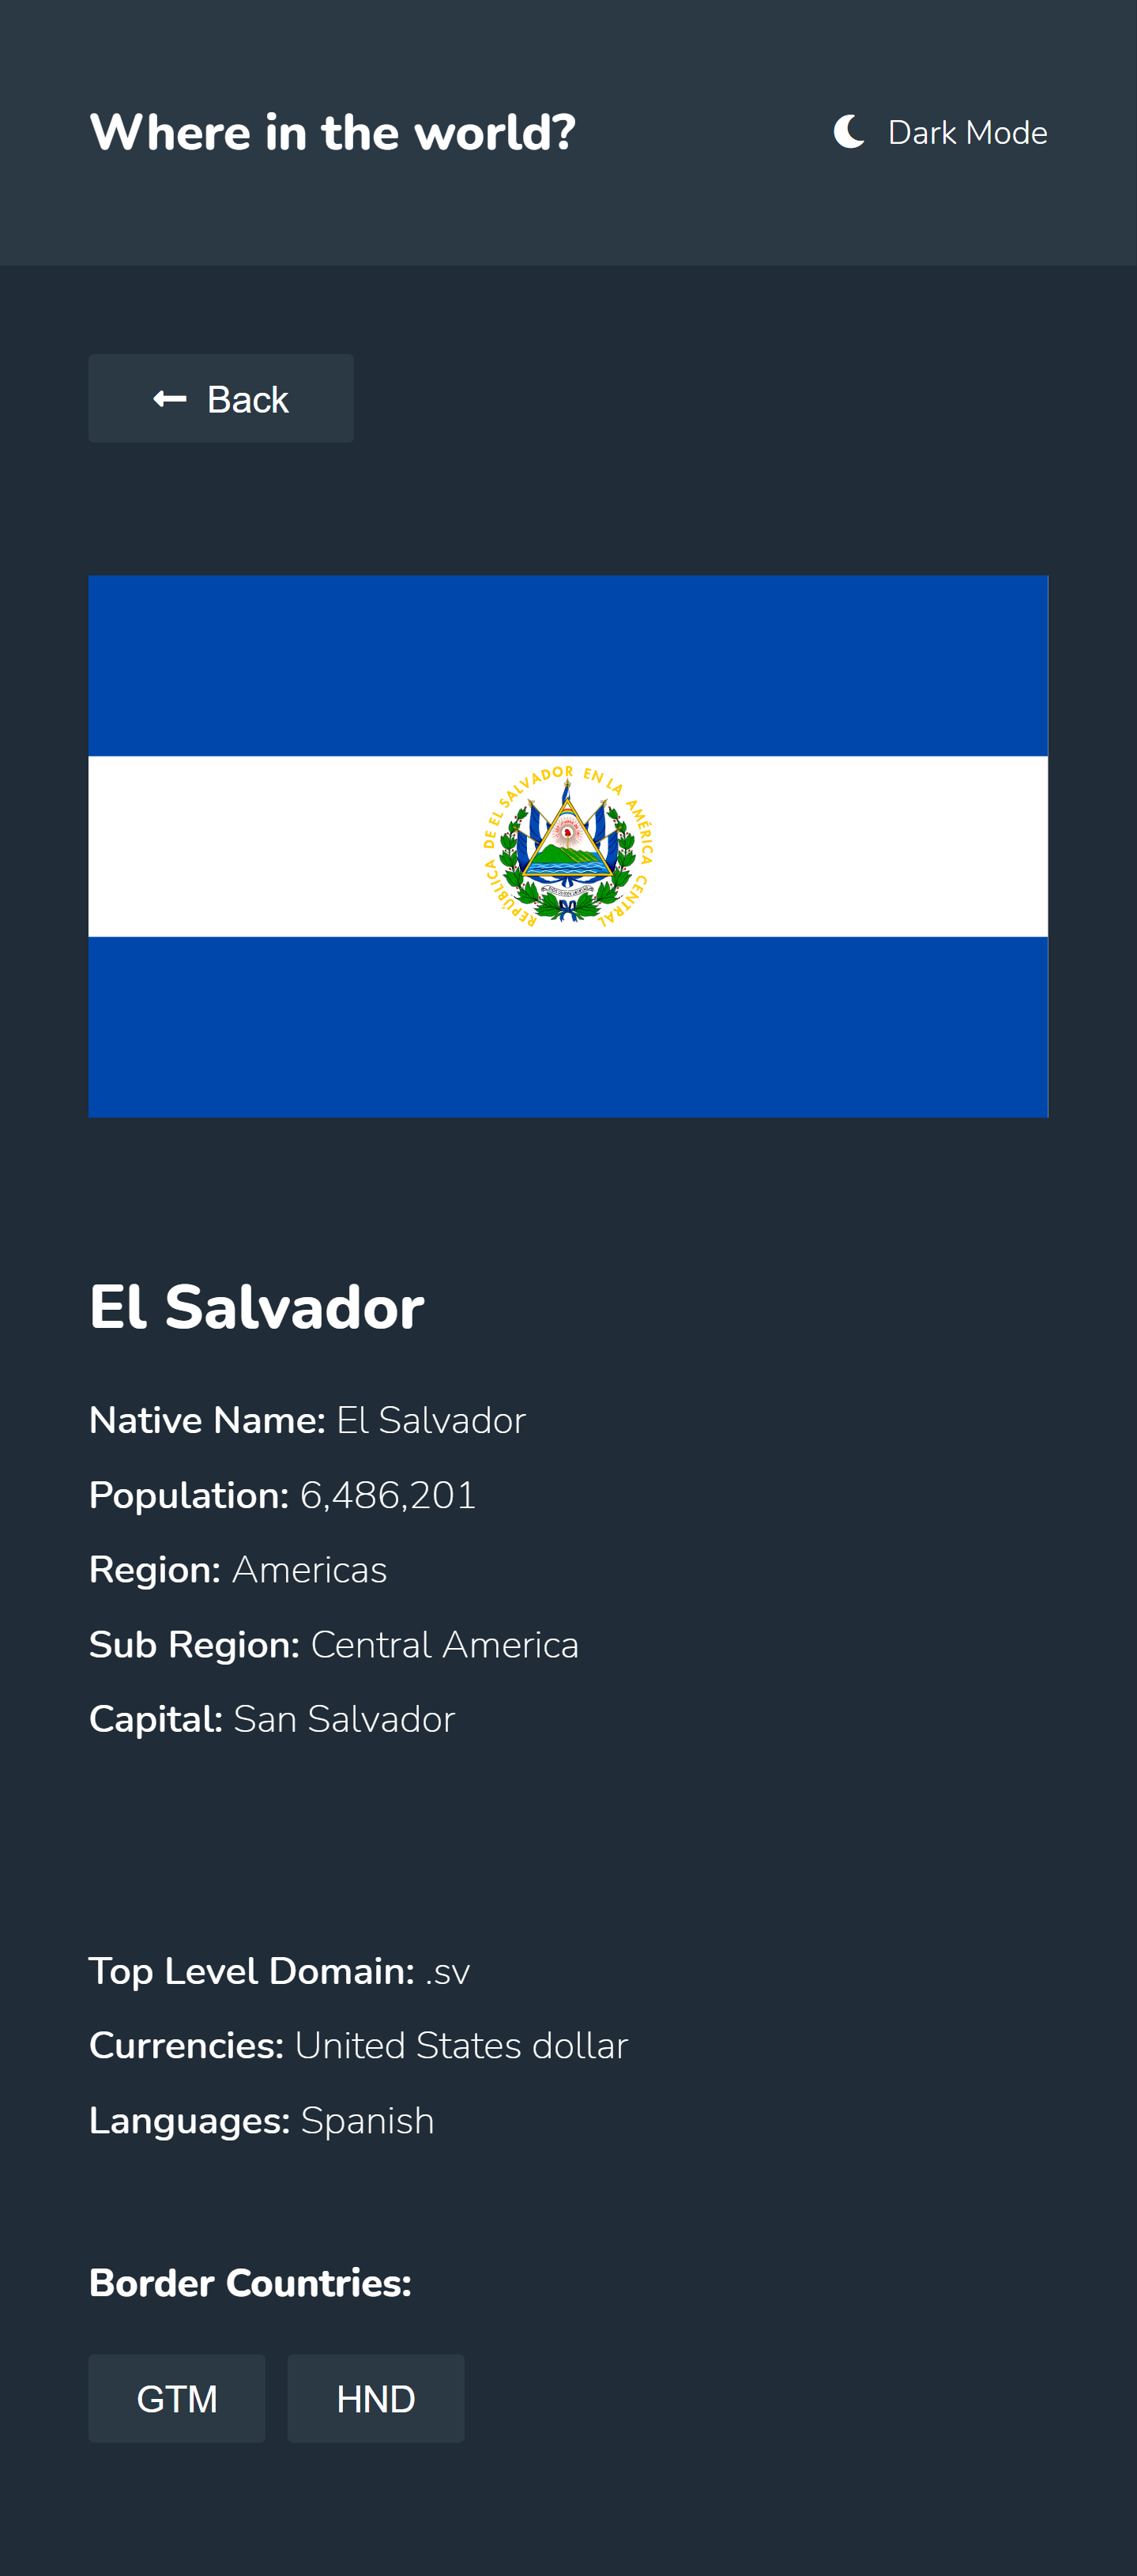 Where in the world?
Dark Mode
Back
REPÚBLICA DE EL SALVADOR EN LA AMÉRICA CENTRAL
El Salvador
Native Name: El Salvador
Population: 6,486,201
Region: Americas
Sub Region: Central America
Capital: San Salvador
Top Level Domain: .sv
Currencies: United States dollar
Languages: Spanish
Border Countries:
GTM
HND